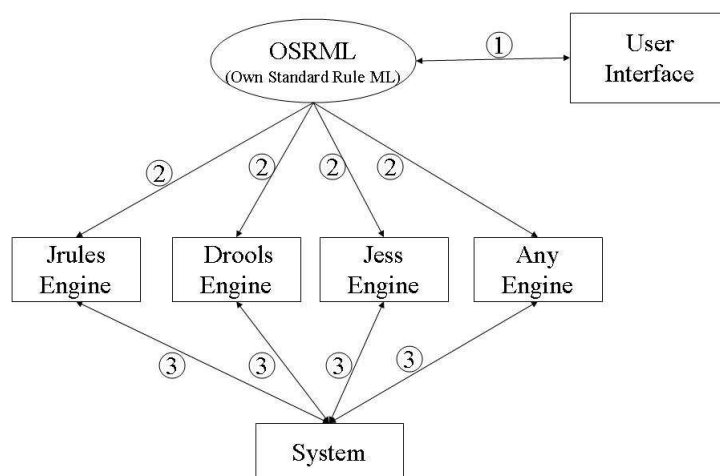 OSRML
(Own Standard Rule ML)
①
User
Interface
②
②
②
②
Jrules
Engine
Drools
Engine
Jess
Engine
Any
Engine
③
③
③
③
System